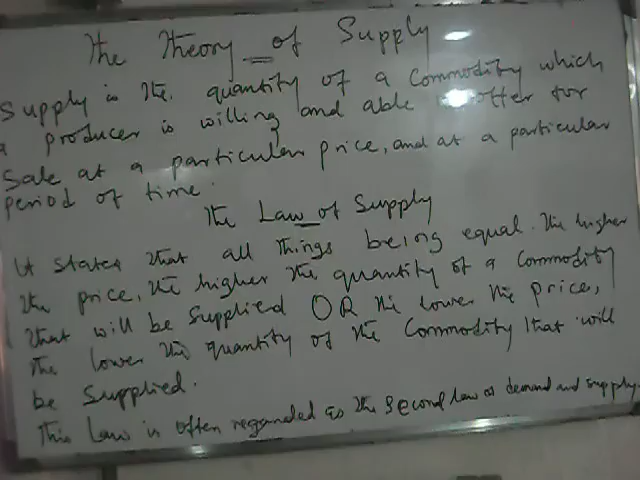 The Theory of Supply
Supply is the quantity of a commodity which
a producer is willing and able to offer for
Sale at a particular price, and at a particular
period of time.
The Law of Supply
It states that all things being equal. The higher
the price, the higher the quantity of a commodity
that will be supplied OR the lower the price,
the lower the quantity of the commodity that will
be supplied.
This Law is often regarded as the second law of demand and supply.